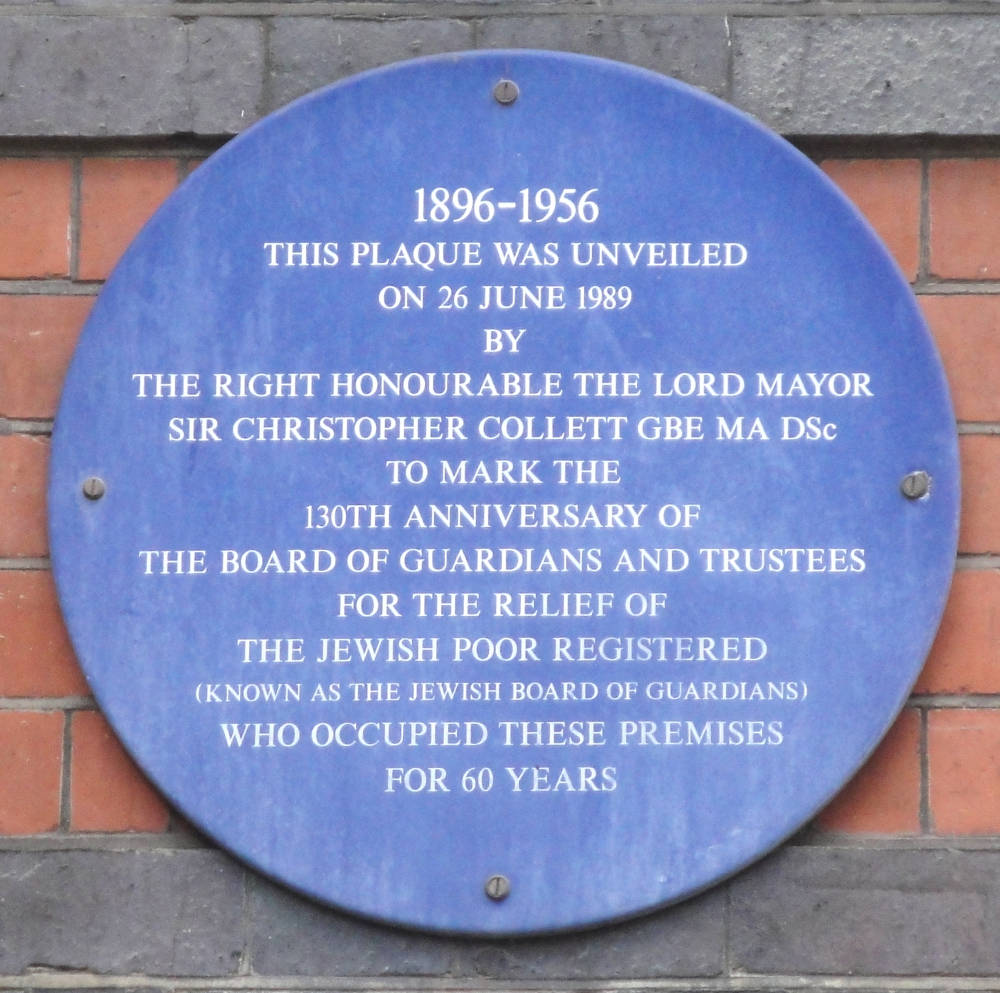 1896-1956
THIS PLAQUE WAS UNVEILED
ON 26 JUNE 1989
BY
THE RIGHT HONOURABLE THE LORD MAYOR
SIR CHRISTOPHER COLLETT GBE MA DSc
TO MARK THE
130TH ANNIVERSARY OF
THE BOARD OF GUARDIANS AND TRUSTEES
FOR THE RELIEF OF
THE JEWISH POOR REGISTERED
(KNOWN AS THE JEWISH BOARD OF GUARDIANS)
WHO OCCUPIED THESE PREMISES
FOR 60 YEARS